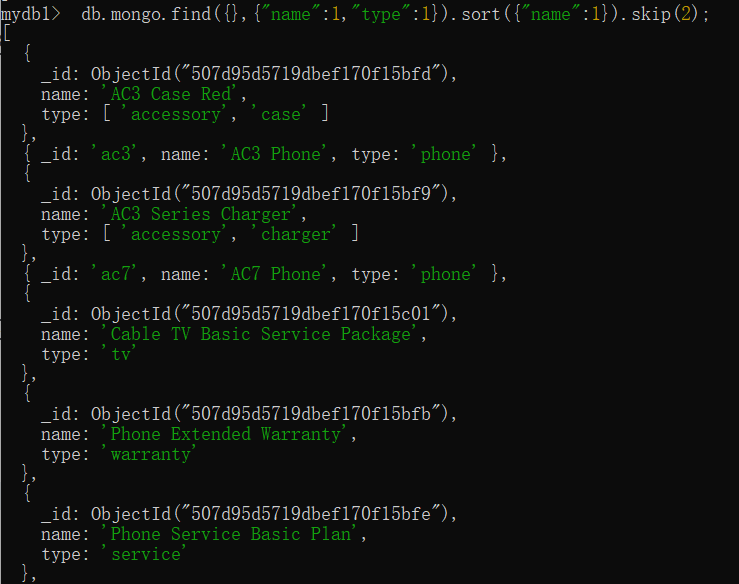 mydb1>  db.mongo.find({},{"name":1,"type":1}).sort({"name":1}).skip(2);
[
  {
    _id: ObjectId("507d95d5719dbef170f15bfd"),
    name: 'AC3 Case Red',
    type: [ 'accessory', 'case' ]
  },
  { _id: 'ac3', name: 'AC3 Phone', type: 'phone' },
  {
    _id: ObjectId("507d95d5719dbef170f15bf9"),
    name: 'AC3 Series Charger',
    type: [ 'accessory', 'charger' ]
  },
  { _id: 'ac7', name: 'AC7 Phone', type: 'phone' },
  {
    _id: ObjectId("507d95d5719dbef170f15c01"),
    name: 'Cable TV Basic Service Package',
    type: 'tv'
  },
  {
    _id: ObjectId("507d95d5719dbef170f15bfb"),
    name: 'Phone Extended Warranty',
    type: 'warranty'
  },
  {
    _id: ObjectId("507d95d5719dbef170f15bfe"),
    name: 'Phone Service Basic Plan',
    type: 'service'
  },